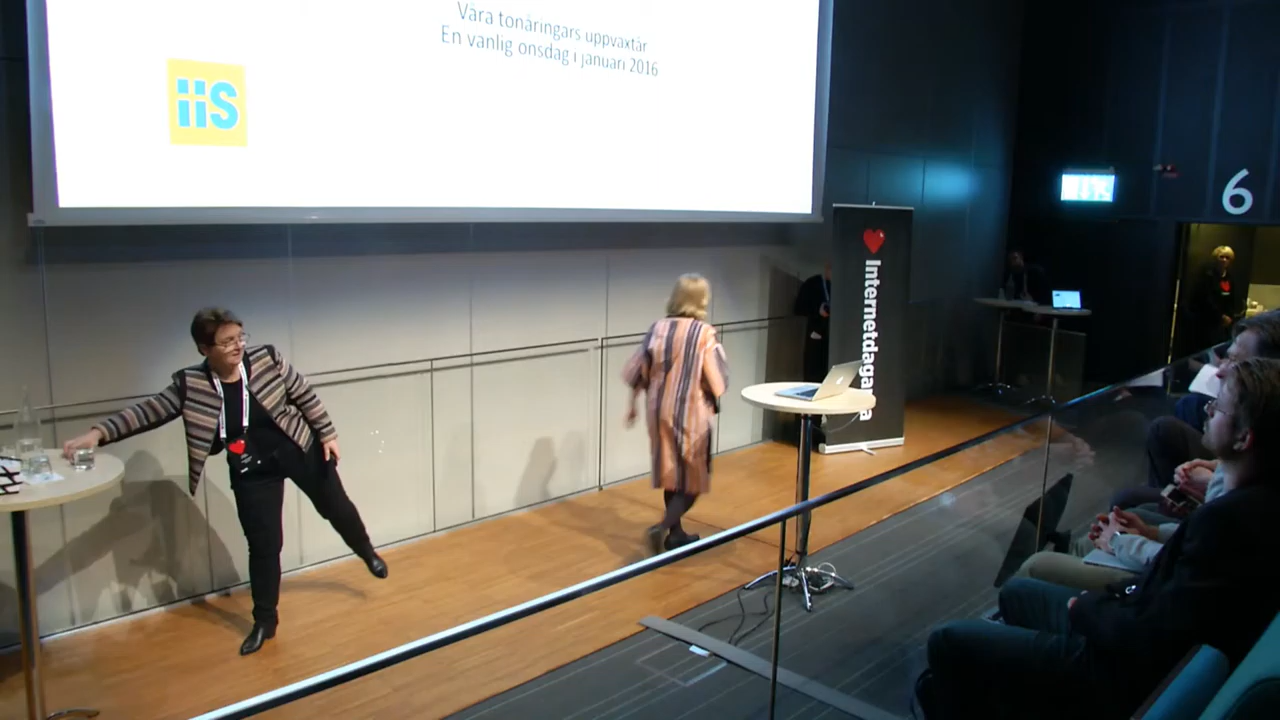 Våra tonåringars uppväxtår
En vanlig onsdag i januari 2016
iis
6
Internetdagarna